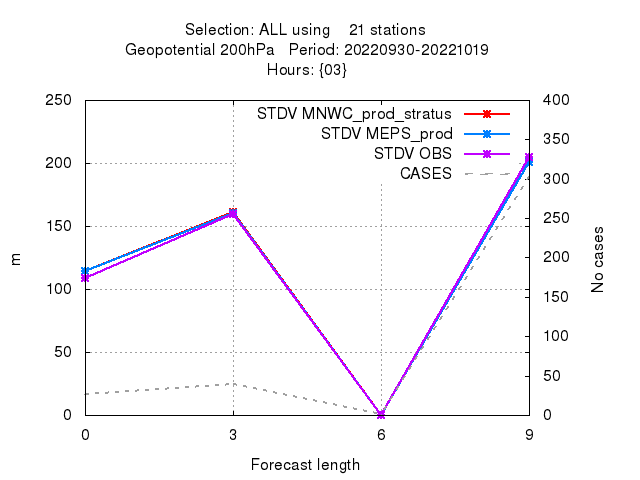 Selection: ALL using    21 stations
Geopotential 200hPa   Period: 20220930-20221019
Hours: {03}
250
200
150
100
50
0
400
350
300
250
200
150
100
50
0
STDV MNWC_prod_stratus
STDV MEPS_prod
STDV OBS
CASES
m
No cases
0
3
6
9
Forecast length